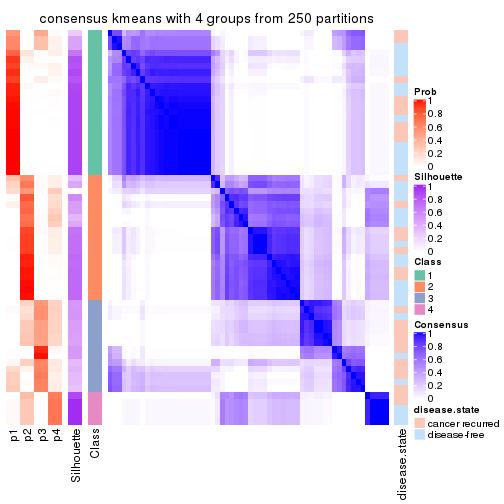 consensus kmeans with 4 groups from 250 partitions
Prob
1
0.8
0.6
0.4
0.2
0
Silhouette
1
0.8
0.6
0.4
0.2
0
Class
1
2
3
4
Consensus
1
0.8
0.6
0.4
0.2
0
disease.state
cancer recurred
disease-free
p1
p2
p3
p4
Silhouette
Class
disease.state